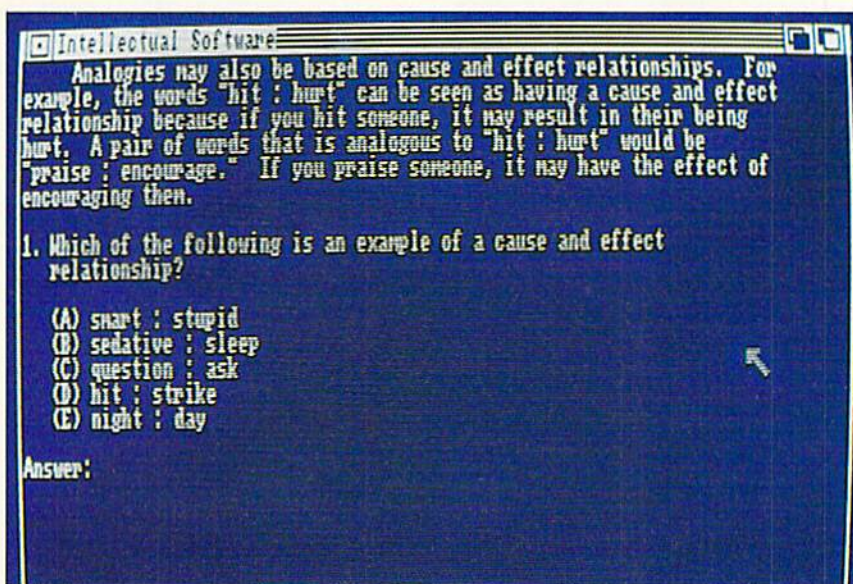 Intellectual Software
Analogies may also be based on cause and effect relationships. For
example, the words "hit : hurt" can be seen as having a cause and effect
relationship because if you hit someone, it may result in their being
hurt. A pair of words that is analogous to "hit : hurt" would be
"praise : encourage." If you praise someone, it may have the effect of
encouraging them.
1. Which of the following is an example of a cause and effect
relationship?
(A) smart : stupid
(B) sedative : sleep
(C) question : ask
(D) hit : strike
(E) night : day
Answer: